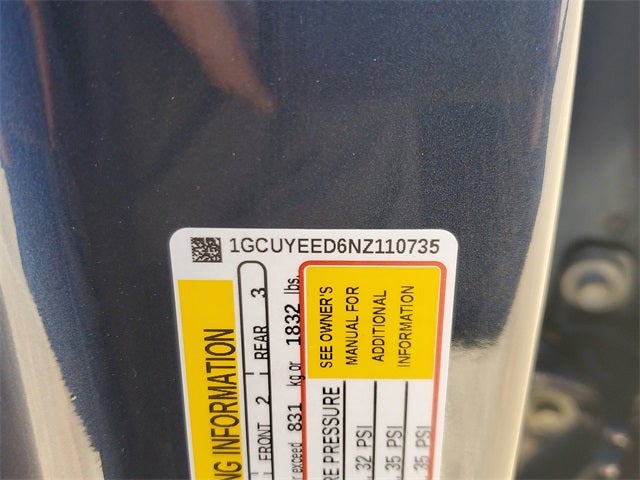 1GCUYEED6NZ110735
NG INFORMATION
FRONT 2 REAR 3
exceed 831 kg or 1832 lbs.
SEE OWNER'S
MANUAL FOR
ADDITIONAL
INFORMATION
RE PRESSURE
32 PSI
35 PSI
35 PSI